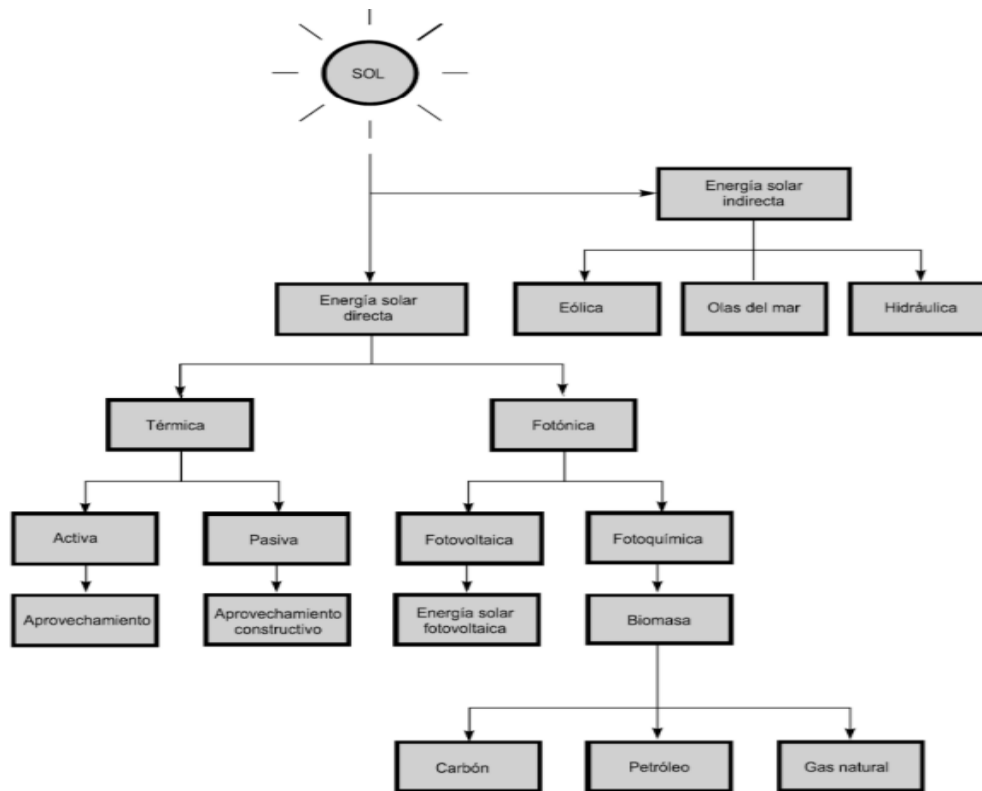 SOL
Energía solar
indirecta
Energía solar
directa
Eólica
Olas del mar
Hidráulica
Térmica
Fotónica
Activa
Pasiva
Fotovoltaica
Fotoquímica
Aprovechamiento
Aprovechamiento
constructivo
Energía solar
fotovoltaica
Biomasa
Carbón
Petróleo
Gas natural